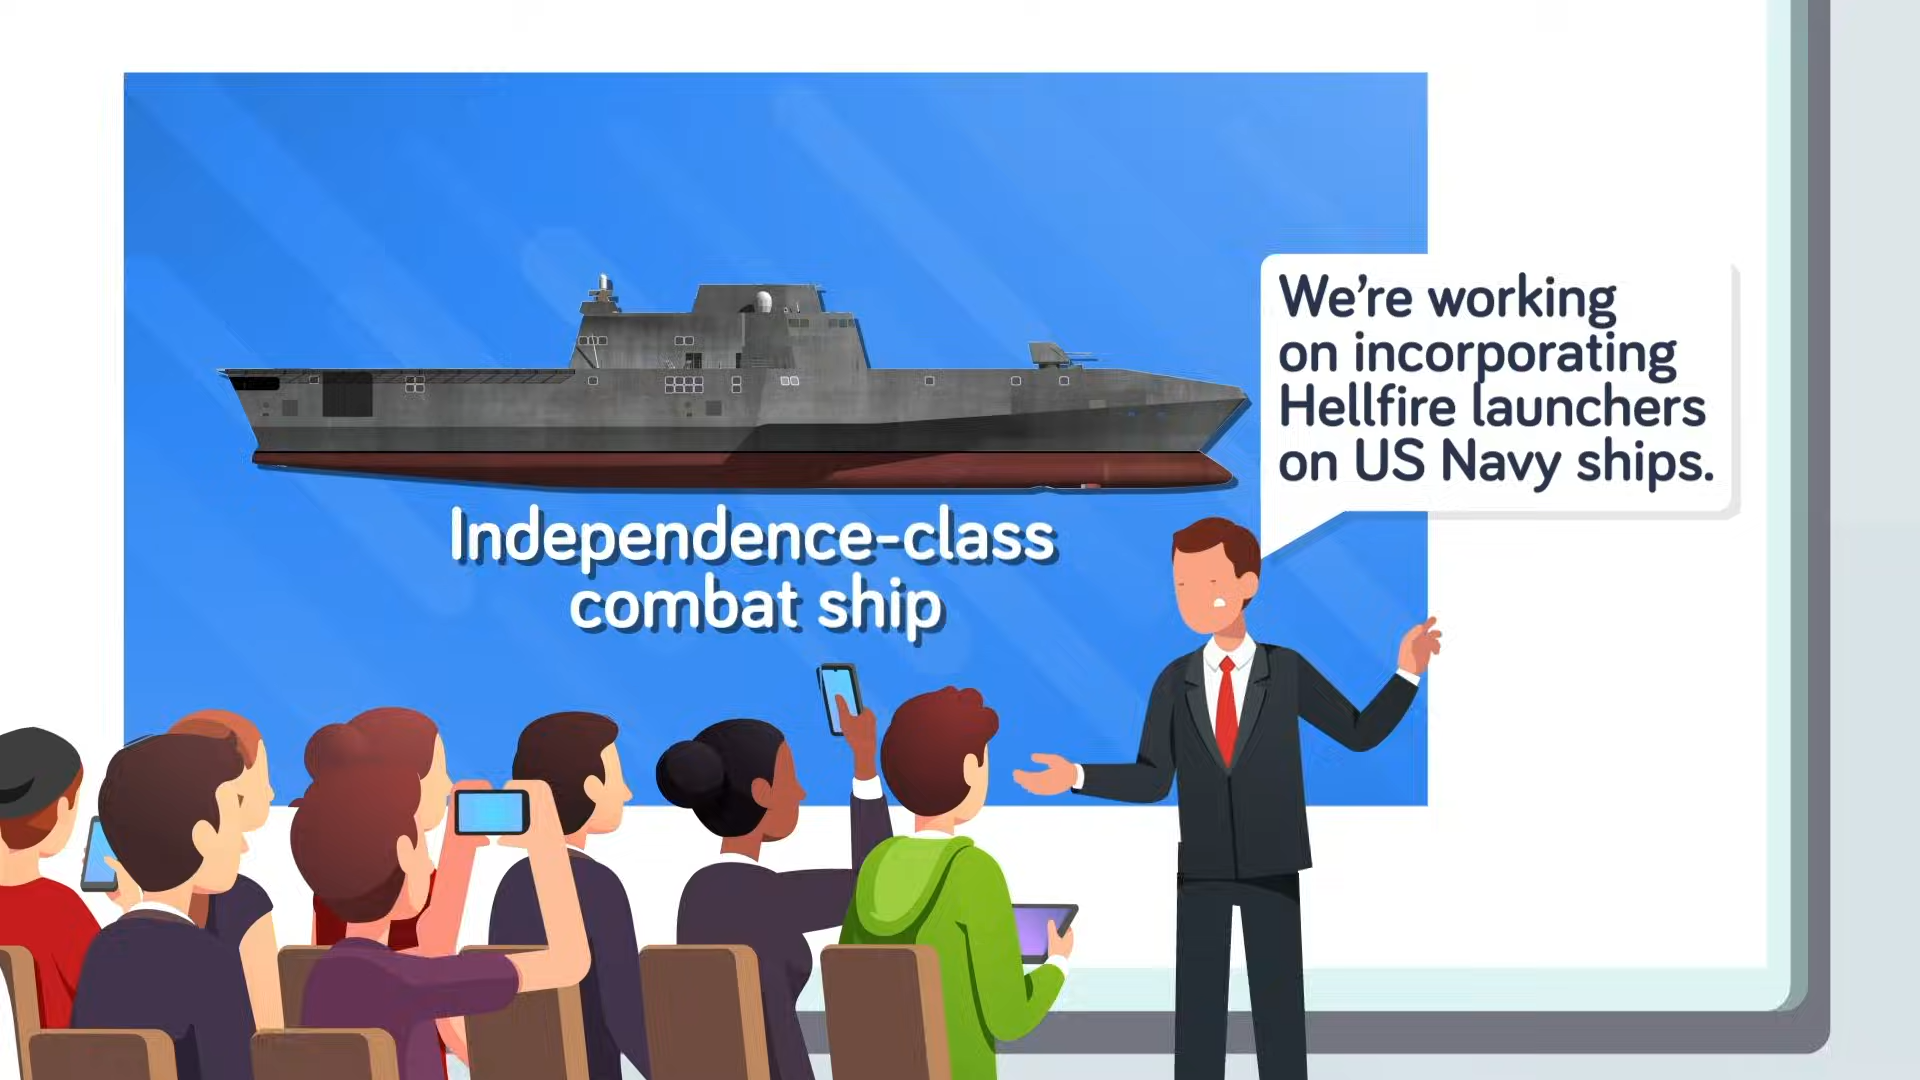 We're working
on incorporating
Hellfire launchers
on US Navy ships.
Independence-class
combat ship